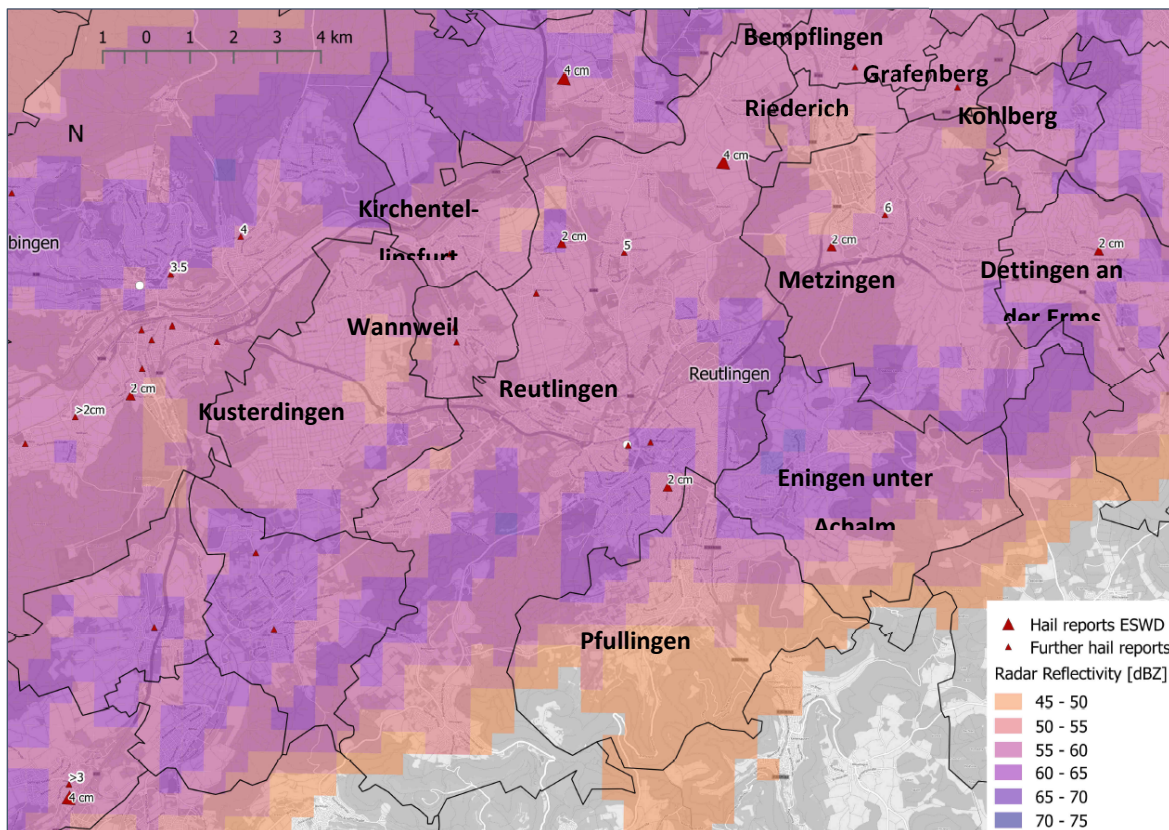 1 0 1 2 3 4 km
N
4 cm
Bempflingen
Grafenberg
Riederich
Kohlberg
4 cm
Kirchentel-
linsfurt
4
3.5
bingen
2 cm
5
6
2 cm
2 cm
Metzingen
Dettingen an
der Erms
Wannweil
Reutlingen
Reutlingen
2 cm
>2cm
Kusterdingen
2 cm
Eningen unter
Achalm
Pfullingen
>3
4 cm
Hail reports ESWD
Further hail reports
Radar Reflectivity [dBZ]
45 - 50
50 - 55
55 - 60
60 - 65
65 - 70
70 - 75